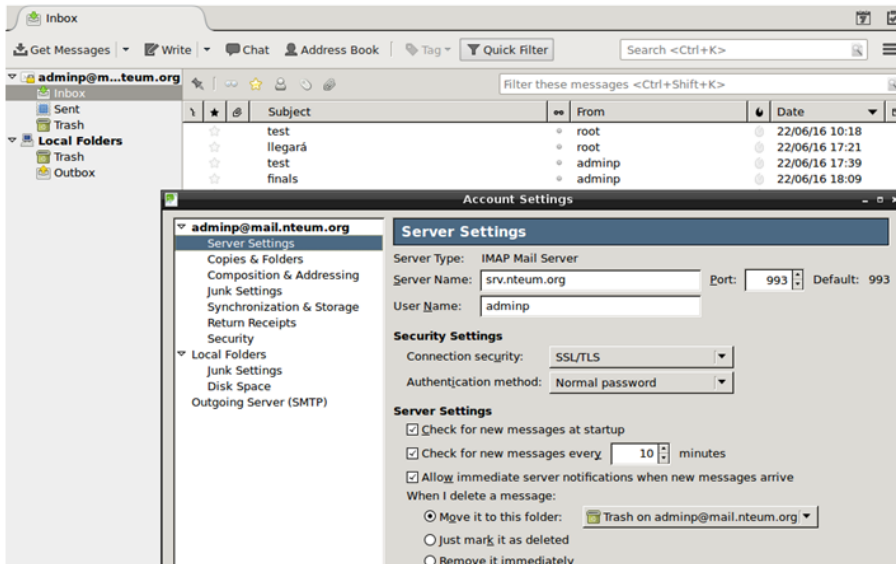 Inbox
Get Messages Write Chat Address Book Tag Quick Filter Search <Ctrl+K>
adminp@m...teum.org
Inbox
Sent
Trash
Local Folders
Trash
Outbox
Filter these messages <Ctrl+Shift+K>
Subject From Date
test root 22/06/16 10:18
llegará root 22/06/16 17:21
test adminp 22/06/16 17:39
finals adminp 22/06/16 18:09
Account Settings
adminp@mail.nteum.org
Server Settings
Copies & Folders
Composition & Addressing
Junk Settings
Synchronization & Storage
Return Receipts
Security
Local Folders
Junk Settings
Disk Space
Outgoing Server (SMTP)
Server Settings
Server Type: IMAP Mail Server
Server Name: srv.nteum.org Port: 993 Default: 993
User Name: adminp
Security Settings
Connection security: SSL/TLS
Authentication method: Normal password
Server Settings
Check for new messages at startup
Check for new messages every 10 minutes
Allow immediate server notifications when new messages arrive
When I delete a message:
Move it to this folder: Trash on adminp@mail.nteum.org
Just mark it as deleted
Remove it immediately